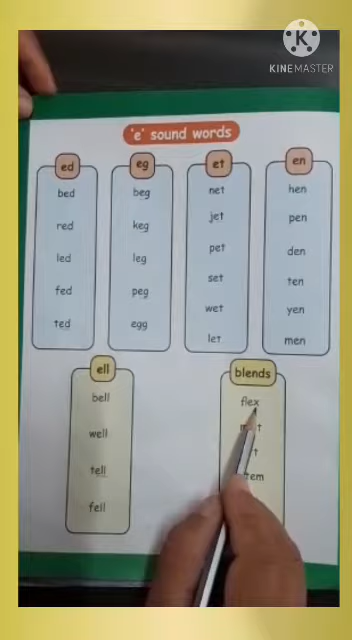 KINEMASTER
'e' sound words
ed
bed
red
led
fed
ted
eg
beg
keg
leg
peg
egg
et
net
jet
pet
set
wet
let
en
hen
pen
den
ten
yen
men
ell
bell
well
tell
fell
blends
flex